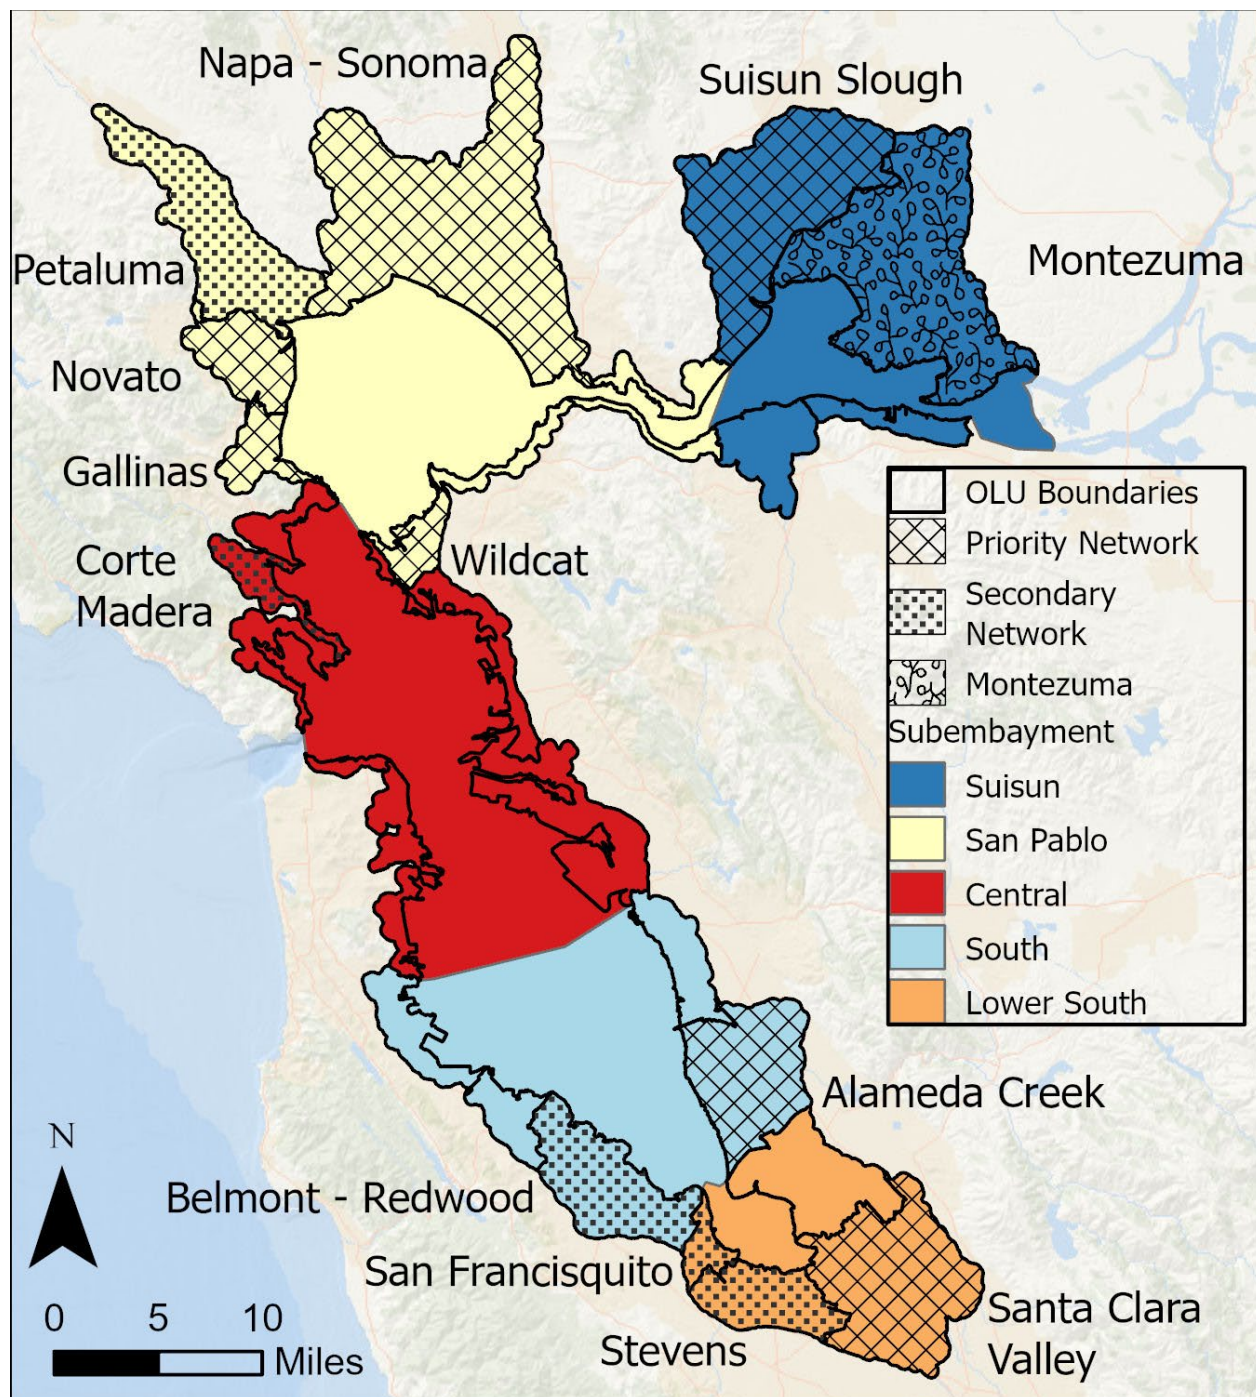 Napa - Sonoma
Suisun Slough
Petaluma
Montezuma
Novato
Gallinas
Corte
Madera
Wildcat
OLU Boundaries
Priority Network
Secondary
Network
Montezuma
Subembayment
Suisun
San Pablo
Central
South
Lower South
Alameda Creek
Belmont - Redwood
San Francisquito
Stevens
Santa Clara
Valley
N
0 5 10
Miles